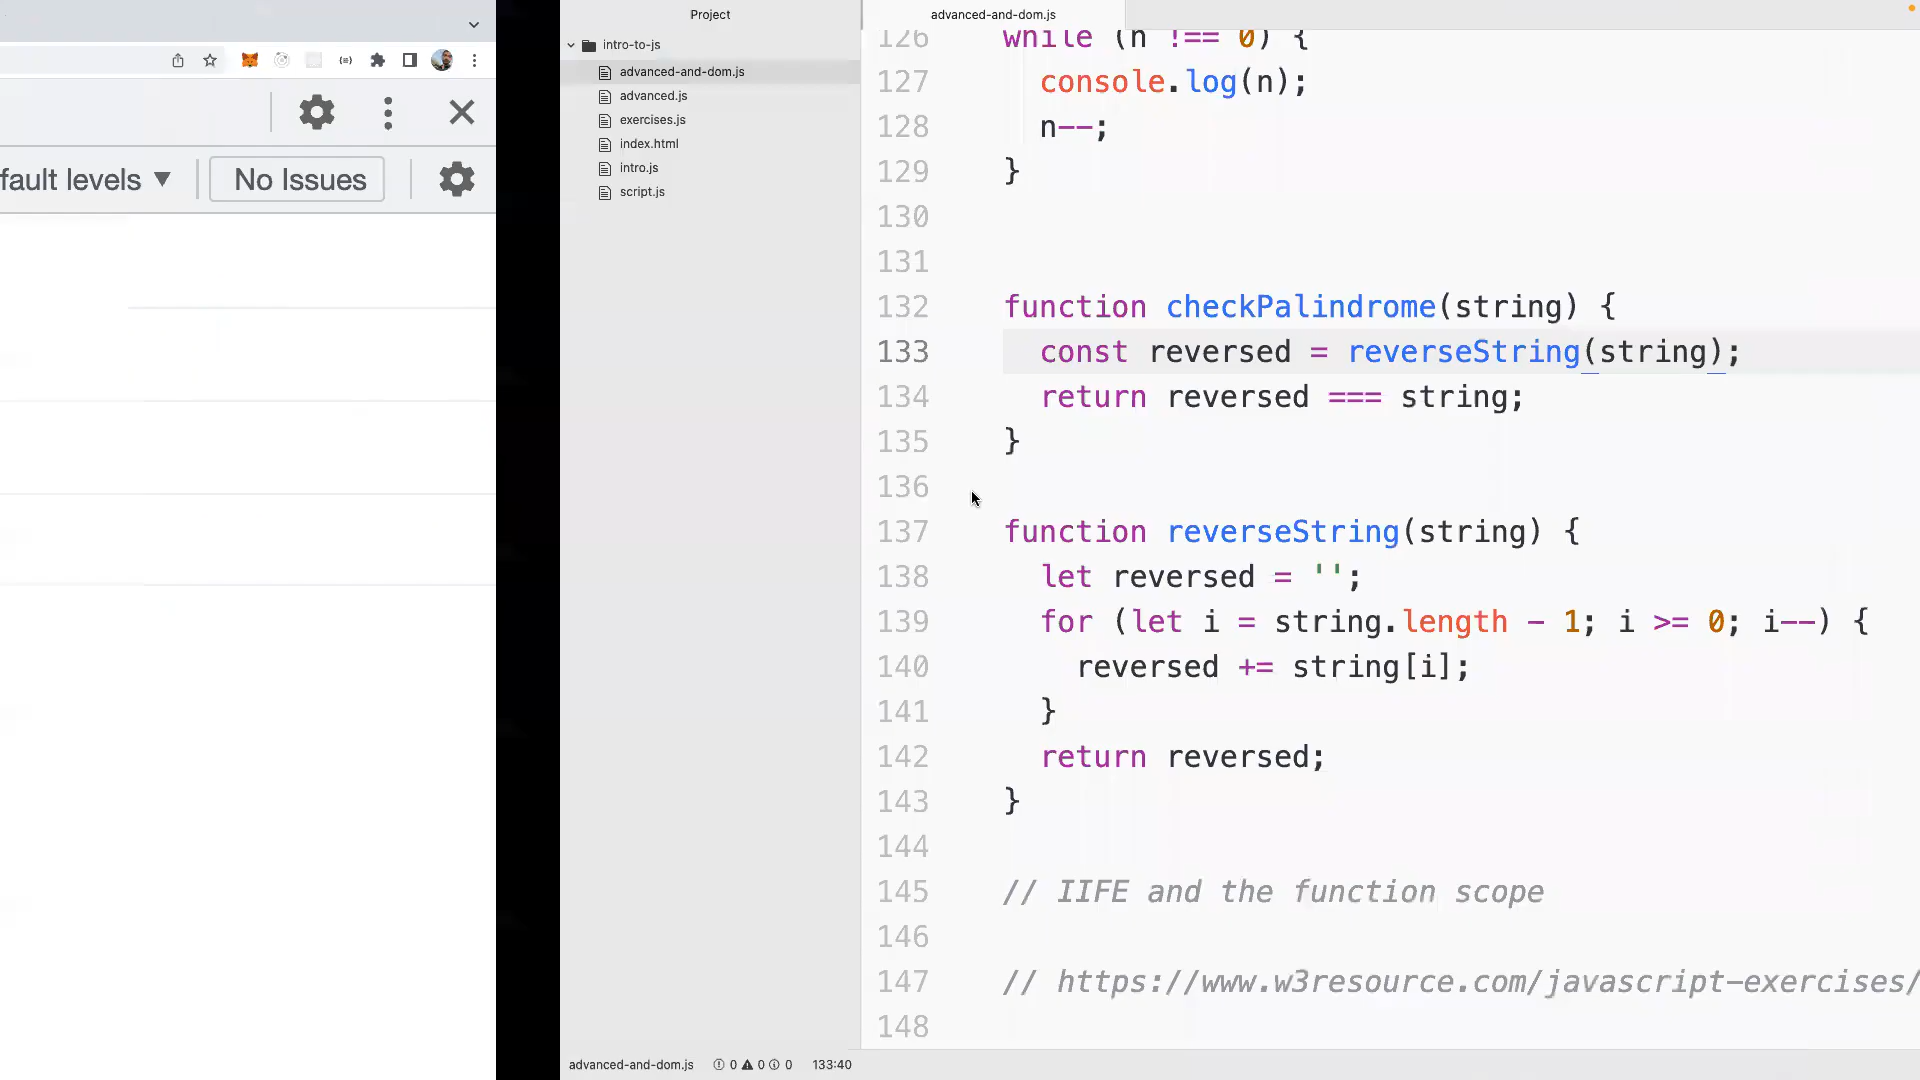 fault levels ▼
No Issues
Project
intro-to-js
advanced-and-dom.js
advanced.js
exercises.js
index.html
intro.js
script.js
advanced-and-dom.js 0 0 0 133:40
advanced-and-dom.js
126 while (n !== 0) {
127 console.log(n);
128 n--;
129 }
130
131
132 function checkPalindrome(string) {
133 const reversed = reverseString(string);
134 return reversed === string;
135 }
136
137 function reverseString(string) {
138 let reversed = '';
139 for (let i = string.length - 1; i >= 0; i--) {
140 reversed += string[i];
141 }
142 return reversed;
143 }
144
145 // IIFE and the function scope
146
147 // https://www.w3resource.com/javascript-exercises/
148